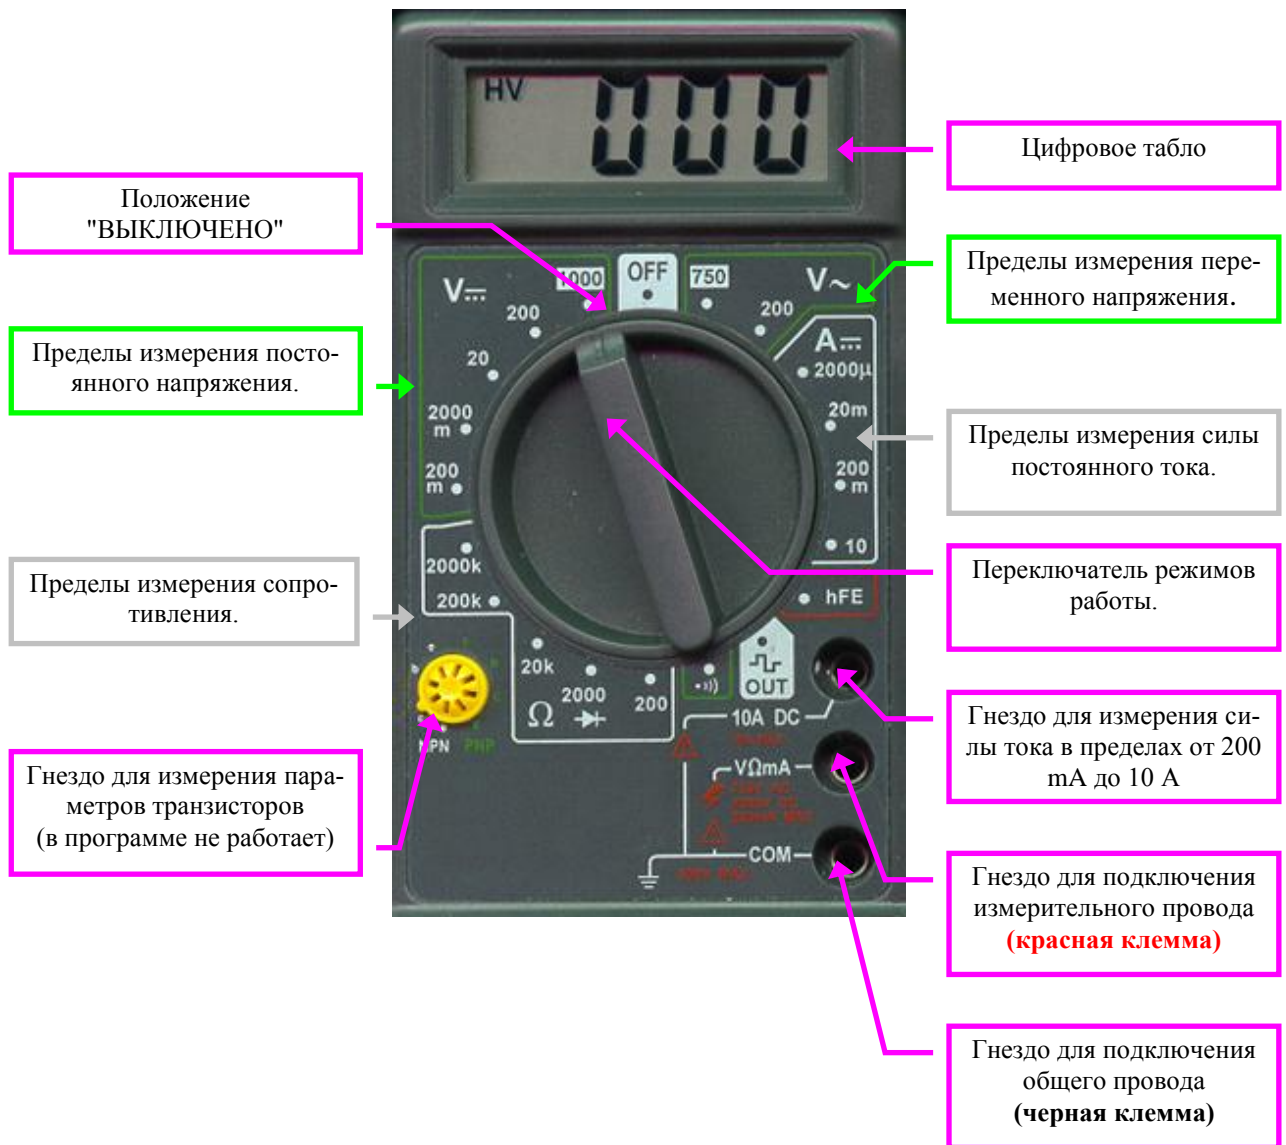 HV 000
Цифровое табло
Положение
"ВЫКЛЮЧЕНО"
Пределы измерения пере-
менного напряжения.
Пределы измерения посто-
янного напряжения.
Пределы измерения силы
постоянного тока.
Пределы измерения сопро-
тивления.
Переключатель режимов
работы.
Гнездо для измерения си-
лы тока в пределах от 200
mA до 10 A
Гнездо для измерения пара-
метров транзисторов
(в программе не работает)
Гнездо для подключения
измерительного провода
(красная клемма)
Гнездо для подключения
общего провода
(черная клемма)
V⎓
1000
OFF
750
V~
200
200
20
2000
m
200
m
A⎓
2000µ
20m
200
m
10
hFE
2000k
200k
20k
2000
200
Ω
OUT
NPN PNP
10A DC
VΩmA
COM